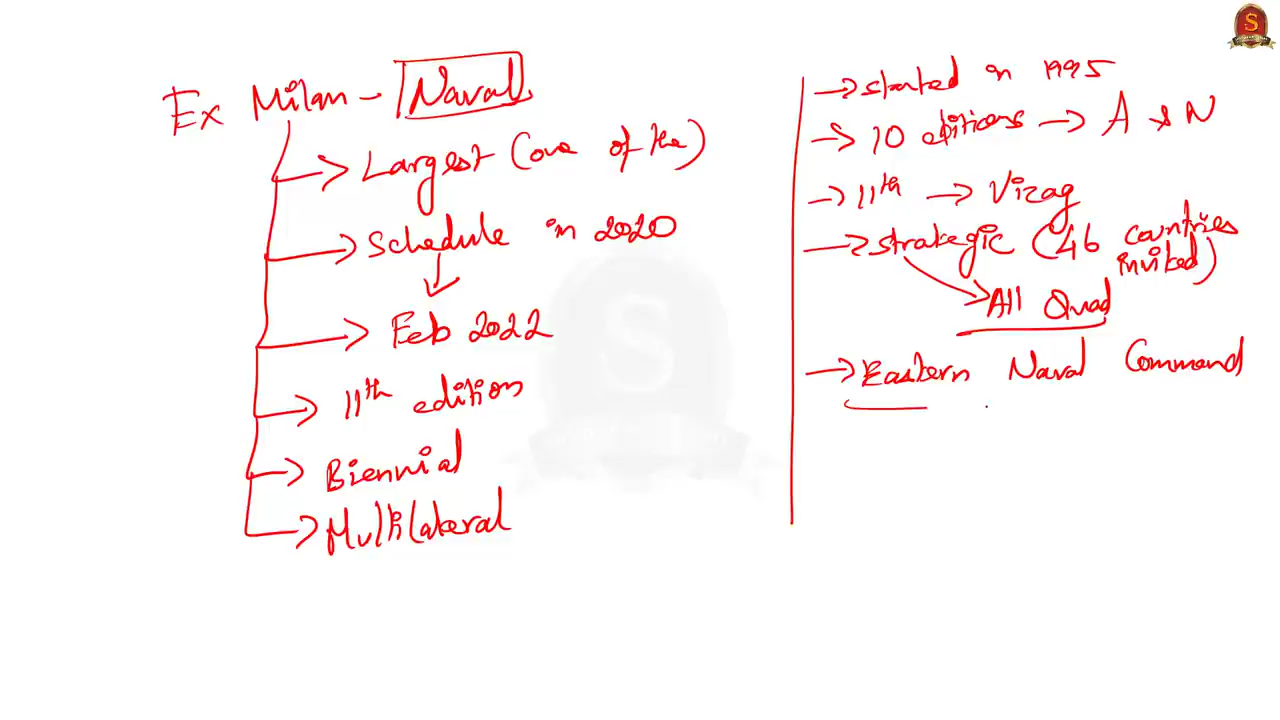 Ex Milan - Naval
→ Largest (one of the)
→ Schedule in 2020
→ Feb 2022
→ 11th edition
→ Biennial
→ Multilateral
→ started in 1995
→ 10 editions → A & N
→ 11th → Vizag
→ strategic (46 countries invited)
→ All Quad
→ Eastern Naval Command
S
S